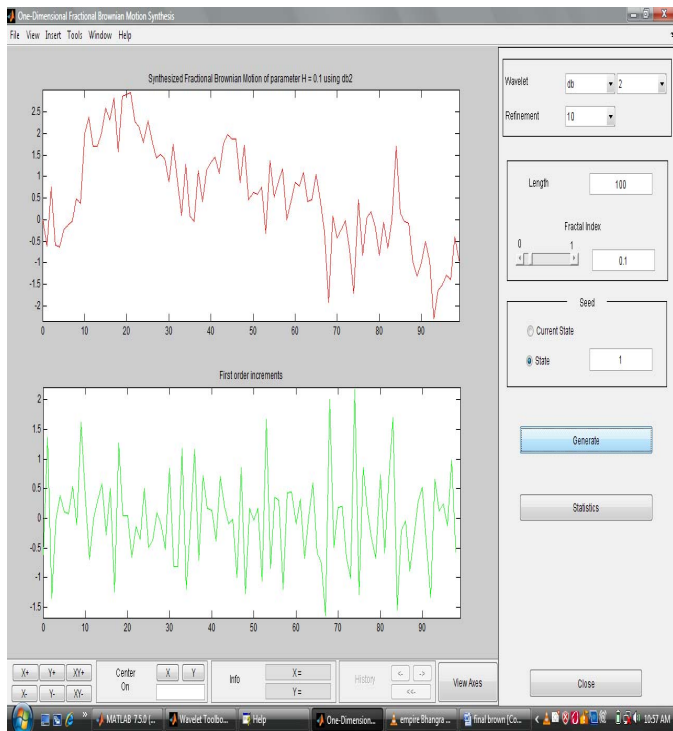 One-Dimensional Fractional Brownian Motion Synthesis
File View Insert Tools Window Help
Synthesized Fractional Brownian Motion of parameter H = 0.1 using db2
2.5
2
1.5
1
0.5
0
-0.5
-1
-1.5
-2
0 10 20 30 40 50 60 70 80 90
First order increments
2
1.5
1
0.5
0
-0.5
-1
-1.5
0 10 20 30 40 50 60 70 80 90
Wavelet db 2
Refinement 10
Length 100
Fractal Index
0 1
0.1
Seed
Current State
State 1
Generate
Statistics
Close
X+ Y+ XY+
X- Y- XY-
Center
On
X Y
Info
X =
Y =
History
<- ->
<<-
View Axes
MATLAB 7.5.0 (...
Wavelet Toolbo...
Help
One-Dimension...
empire Bhangra ...
final brown [Co...
10:57 AM